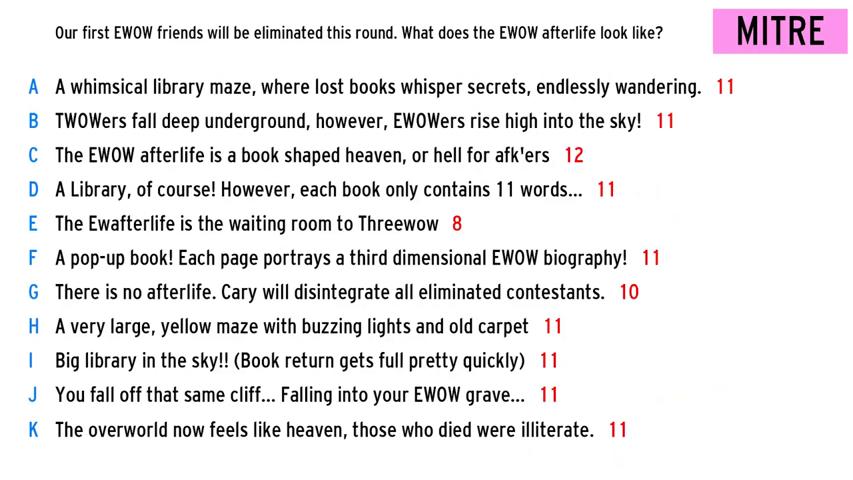 Our first EWOW friends will be eliminated this round. What does the EWOW afterlife look like?
MITRE
A A whimsical library maze, where lost books whisper secrets, endlessly wandering. 11
B TWOWers fall deep underground, however, EWOWers rise high into the sky! 11
C The EWOW afterlife is a book shaped heaven, or hell for afk'ers 12
D A Library, of course! However, each book only contains 11 words... 11
E The Ewafterlife is the waiting room to Threewow 8
F A pop-up book! Each page portrays a third dimensional EWOW biography! 11
G There is no afterlife. Cary will disintegrate all eliminated contestants. 10
H A very large, yellow maze with buzzing lights and old carpet 11
I Big library in the sky!! (Book return gets full pretty quickly) 11
J You fall off that same cliff... Falling into your EWOW grave... 11
K The overworld now feels like heaven, those who died were illiterate. 11